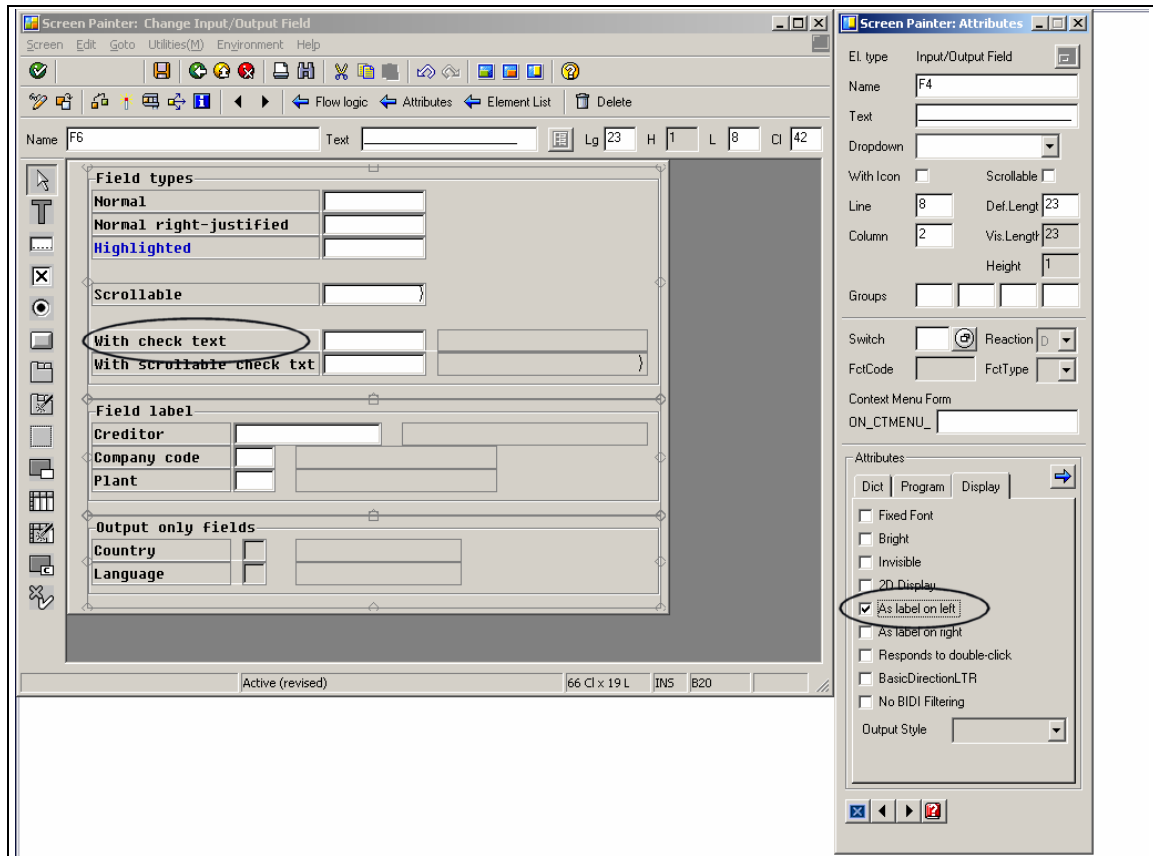 Screen Painter: Change Input/Output Field
Screen Edit Goto Utilities(M) Environment Help
Flow logic Attributes Element List Delete
Name F6 Text Lg 23 H 1 L 8 Cl 42
Field types
Normal
Normal right-justified
Highlighted
Scrollable
With check text
With scrollable check txt
Field label
Creditor
Company code
Plant
Output only fields
Country
Language
Active (revised) 66 Cl x 19 L INS B20
Screen Painter: Attributes
El. type Input/Output Field
Name F4
Text
Dropdown
With Icon Scrollable
Line 8 Def.Lengt 23
Column 2 Vis.Lengt 23
Height 1
Groups
Switch Reaction D
FctCode FctType
Context Menu Form
ON_CTMENU_
Attributes
Dict Program Display
Fixed Font
Bright
Invisible
2D Display
As label on left
As label on right
Responds to double-click
BasicDirectionLTR
No BIDI Filtering
Output Style